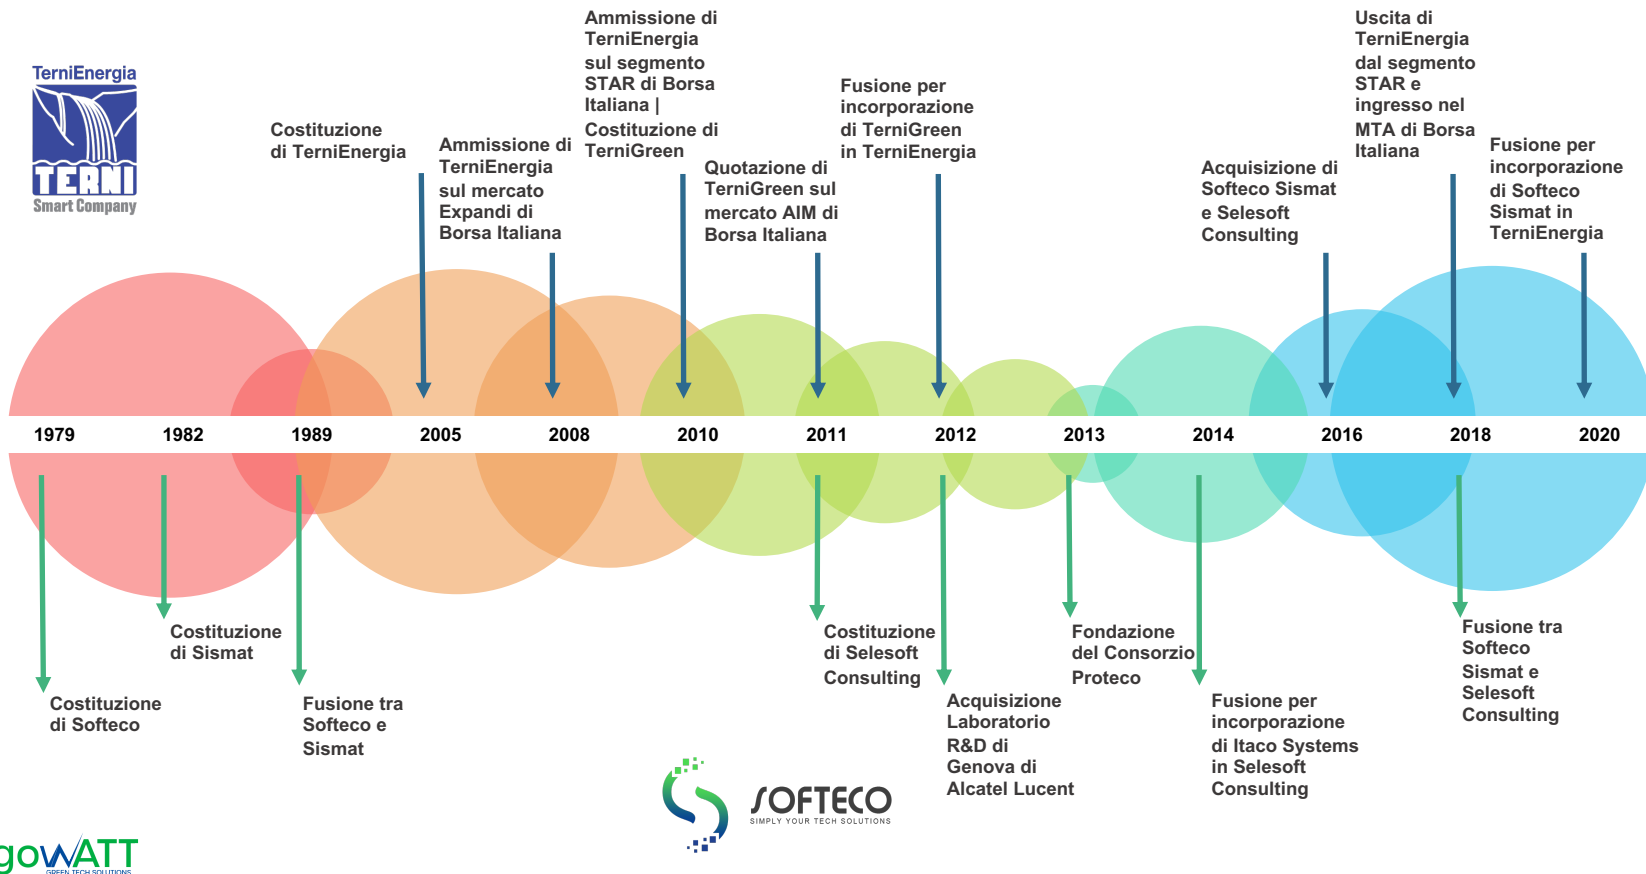 TerniEnergia
TERNI
Smart Company
Costituzione
di TerniEnergia
Ammissione di
TerniEnergia
sul mercato
Expandi di
Borsa Italiana
Ammissione di
TerniEnergia
sul segmento
STAR di Borsa
Italiana |
Costituzione di
TerniGreen
Quotazione di
TerniGreen sul
mercato AIM di
Borsa Italiana
Fusione per
incorporazione
di TerniGreen
in TerniEnergia
Acquisizione di
Softeco Sismat
e Selesoft
Consulting
Uscita di
TerniEnergia
dal segmento
STAR e
ingresso nel
MTA di Borsa
Italiana
Fusione per
incorporazione
di Softeco
Sismat in
TerniEnergia
1979 1982 1989 2005 2008 2010 2011 2012 2013 2014 2016 2018 2020
Costituzione
di Softeco
Costituzione
di Sismat
Fusione tra
Softeco e
Sismat
Costituzione
di Selesoft
Consulting
Acquisizione
Laboratorio
R&D di
Genova di
Alcatel Lucent
Fondazione
del Consorzio
Proteco
Fusione per
incorporazione
di Itaco Systems
in Selesoft
Consulting
Fusione tra
Softeco
Sismat e
Selesoft
Consulting
SOFTECO
SIMPLY YOUR TECH SOLUTIONS
goWATT
GREEN TECH SOLUTIONS